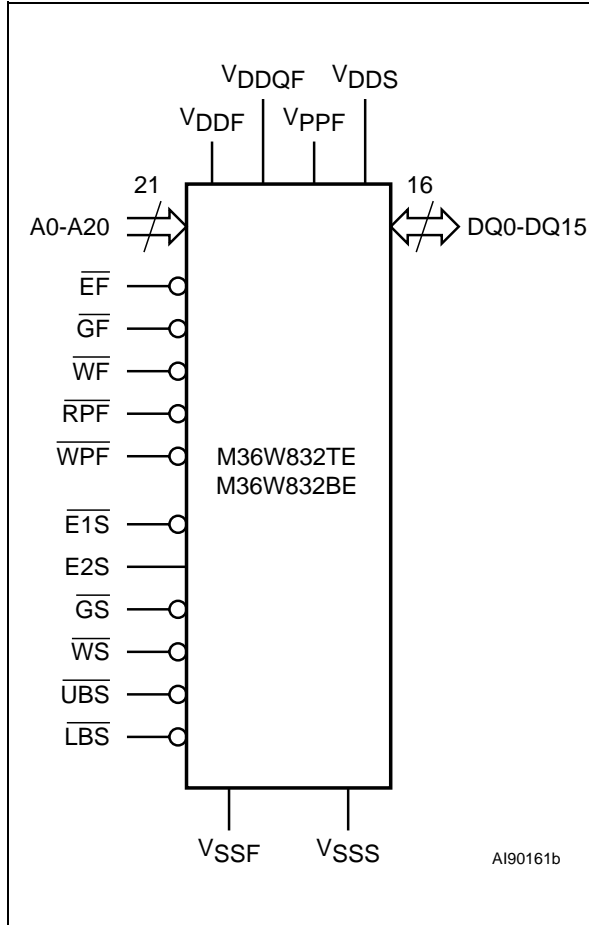 VDDQF VDDS
VDDF VPPF
21 16
A0-A20 DQ0-DQ15
EF
GF
WF
RPF
WPF
M36W832TE
M36W832BE
E1S
E2S
GS
WS
UBS
LBS
VSSF VSSS
AI90161b